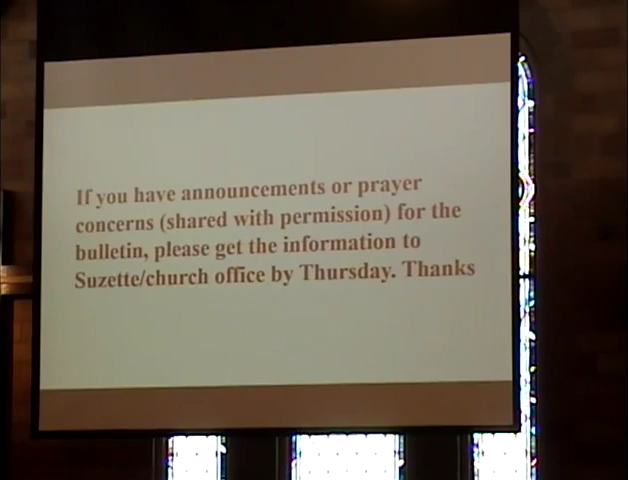 If you have announcements or prayer
concerns (shared with permission) for the
bulletin, please get the information to
Suzette/church office by Thursday. Thanks